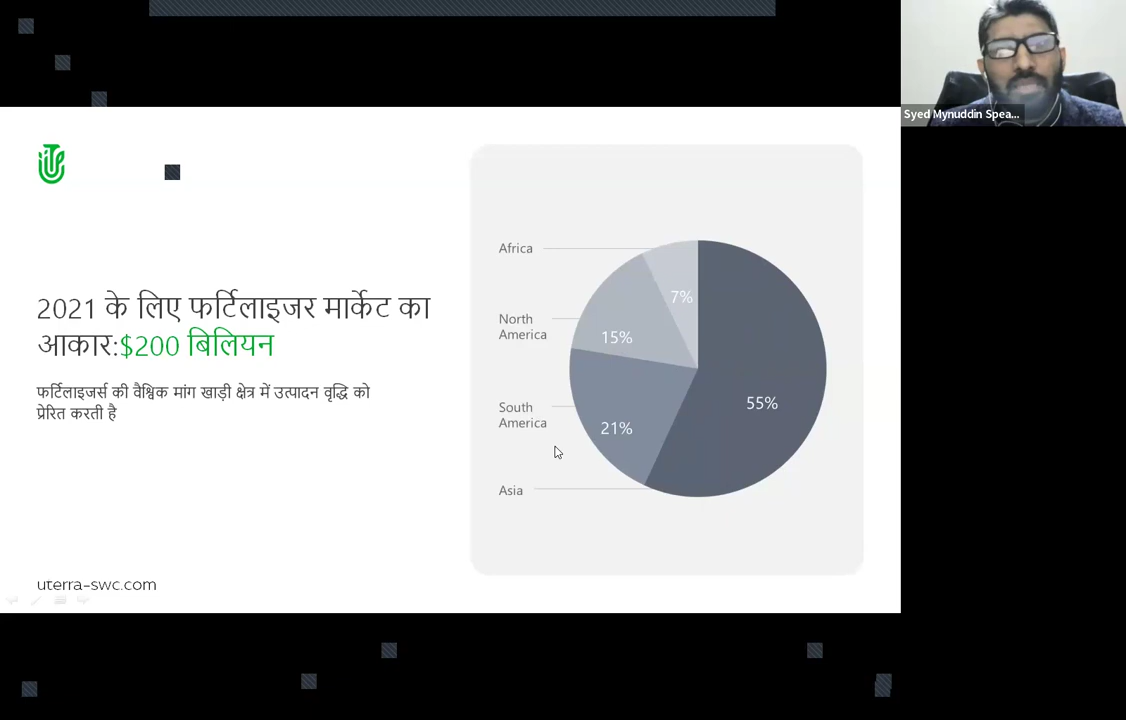 Syed Mynuddin Spea...
2021 के लिए फर्टिलाइजर मार्केट का
आकार:$200 बिलियन
फर्टिलाइजर्स की वैश्विक मांग खाड़ी क्षेत्र में उत्पादन वृद्धि को
प्रेरित करती है
Africa
7%
North
America
15%
South
America
21%
55%
Asia
uterra-swc.com